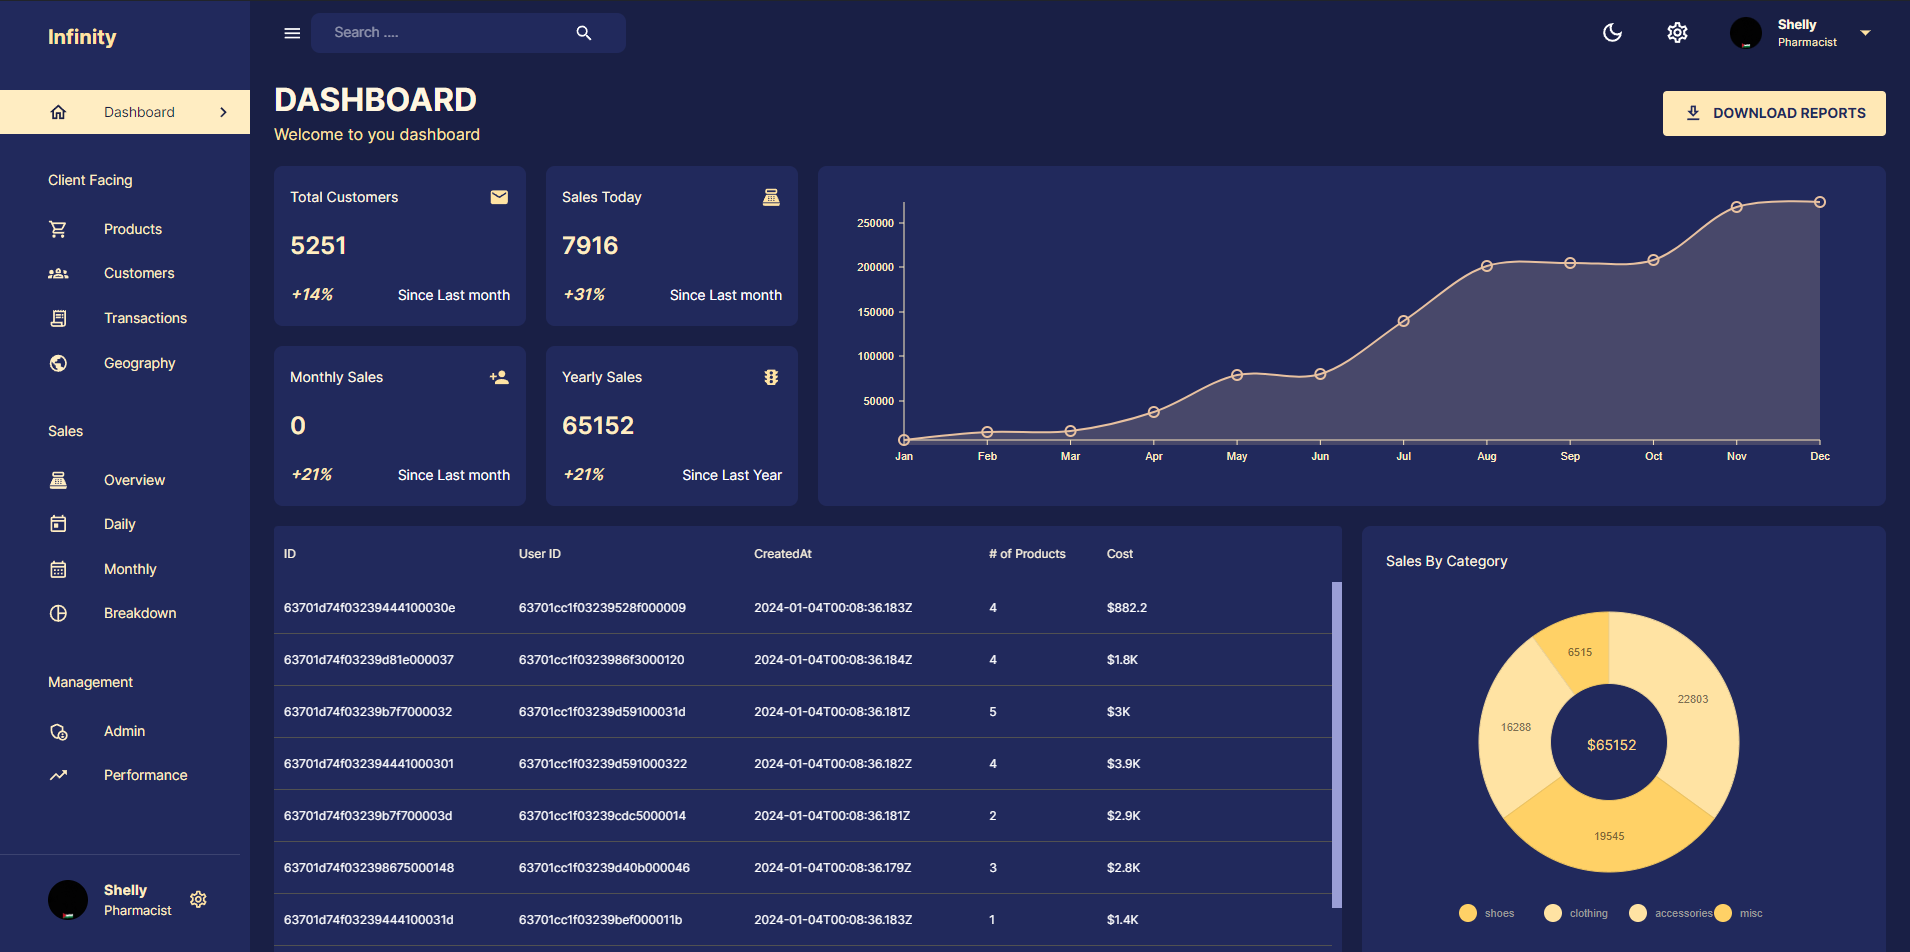 Infinity
Search ....
Shelly
Pharmacist
Dashboard
Client Facing
Products
Customers
Transactions
Geography
Sales
Overview
Daily
Monthly
Breakdown
Management
Admin
Performance
Shelly
Pharmacist
DASHBOARD
Welcome to you dashboard
DOWNLOAD REPORTS
Total Customers
5251
+14% Since Last month
Sales Today
7916
+31% Since Last month
Monthly Sales
0
+21% Since Last month
Yearly Sales
65152
+21% Since Last Year
250000
200000
150000
100000
50000
Jan Feb Mar Apr May Jun Jul Aug Sep Oct Nov Dec
ID User ID CreatedAt # of Products Cost
63701d74f03239444100030e 63701cc1f03239528f000009 2024-01-04T00:08:36.183Z 4 $882.2
63701d74f03239d81e000037 63701cc1f0323986f3000120 2024-01-04T00:08:36.184Z 4 $1.8K
63701d74f03239b7f7000032 63701cc1f03239d59100031d 2024-01-04T00:08:36.181Z 5 $3K
63701d74f032394441000301 63701cc1f03239d591000322 2024-01-04T00:08:36.182Z 4 $3.9K
63701d74f03239b7f700003d 63701cc1f03239cdc5000014 2024-01-04T00:08:36.181Z 2 $2.9K
63701d74f032398675000148 63701cc1f03239d40b000046 2024-01-04T00:08:36.179Z 3 $2.8K
63701d74f03239444100031d 63701cc1f03239bef000011b 2024-01-04T00:08:36.183Z 1 $1.4K
Sales By Category
6515
22803
16288
$65152
19545
shoes clothing accessories misc